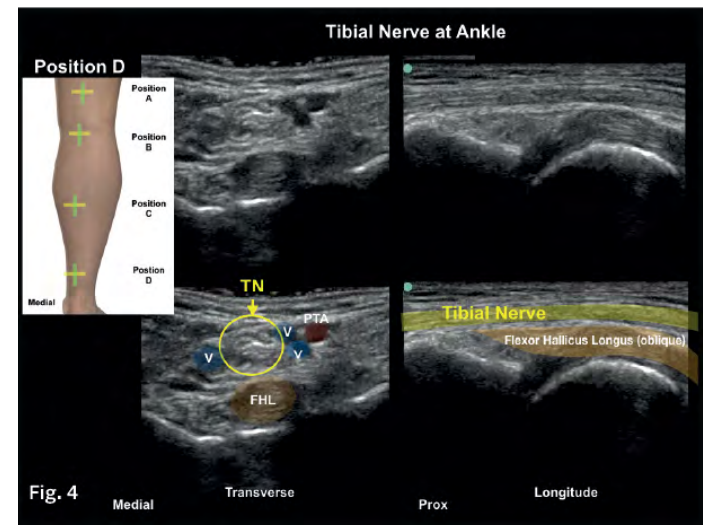 Tibial Nerve at Ankle
Position D
Position
A
Position
B
Position
C
Postion
D
Medial
TN
PTA
V
V
V
FHL
Tibial Nerve
Flexor Hallicus Longus (oblique)
Fig. 4
Medial
Transverse
Prox
Longitude